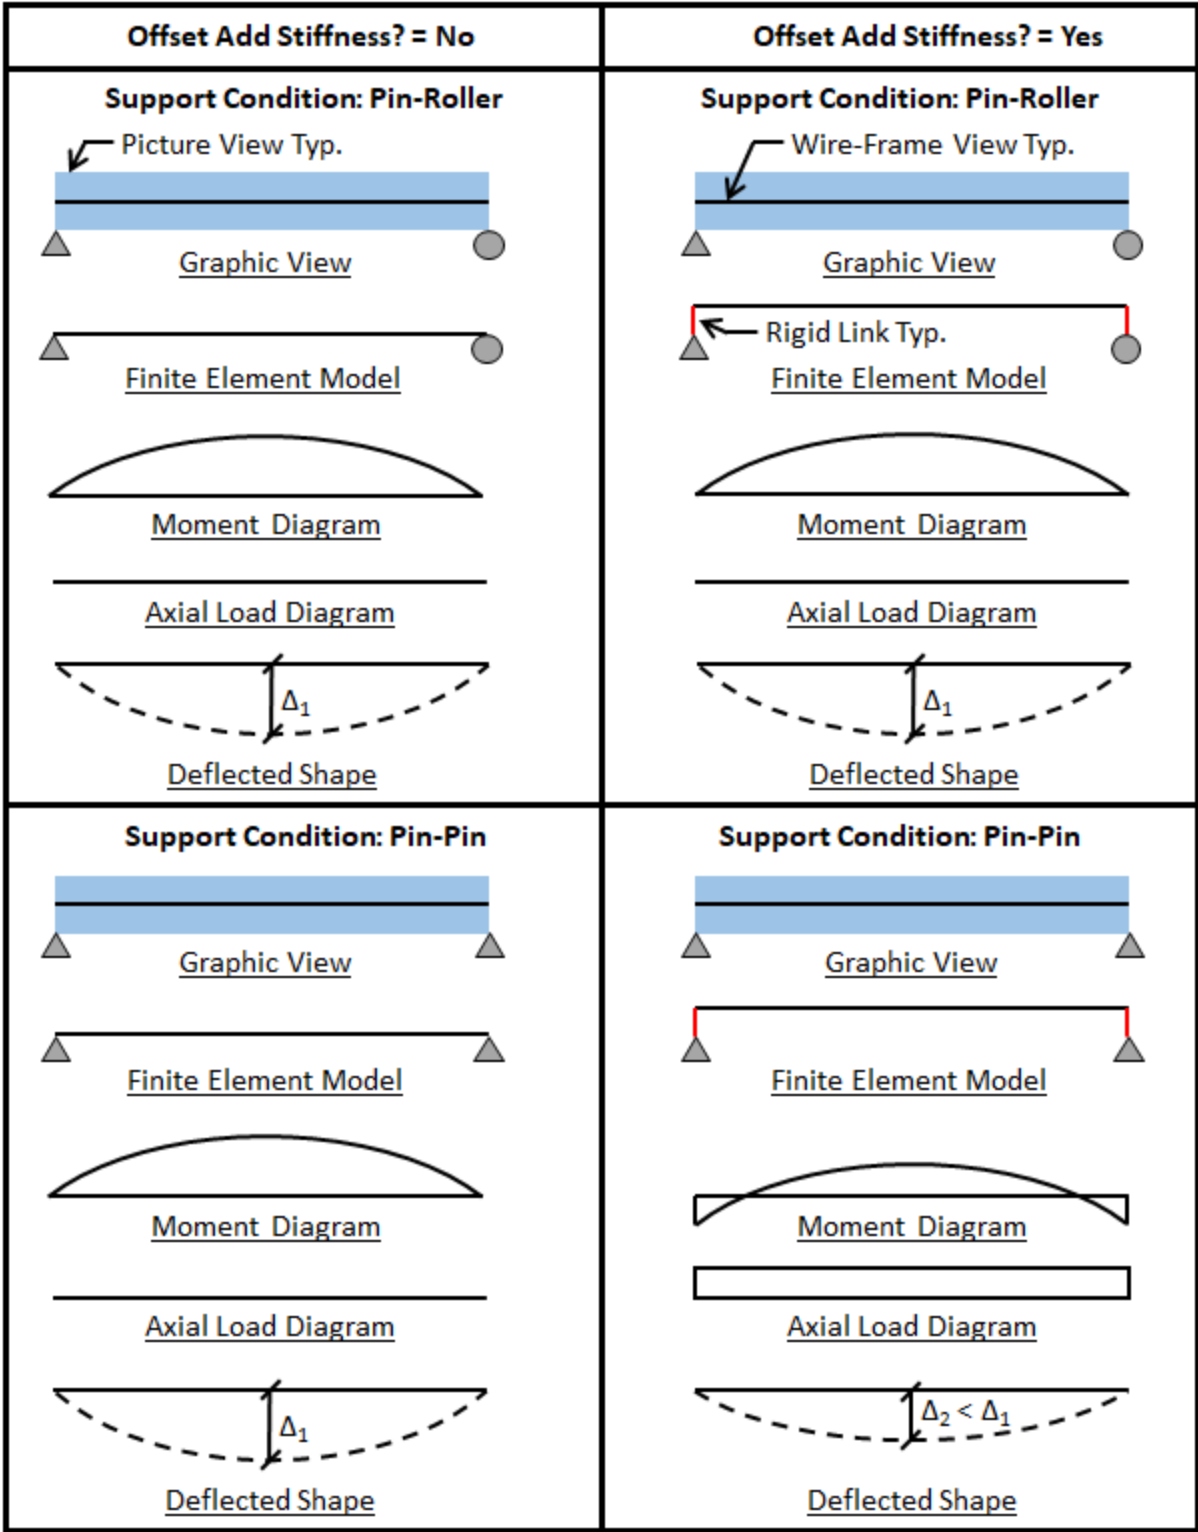 Offset Add Stiffness? = No
Offset Add Stiffness? = Yes
Support Condition: Pin-Roller
Picture View Typ.
Graphic View
Finite Element Model
Moment Diagram
Axial Load Diagram
Δ1
Deflected Shape
Support Condition: Pin-Roller
Wire-Frame View Typ.
Graphic View
Rigid Link Typ.
Finite Element Model
Moment Diagram
Axial Load Diagram
Δ1
Deflected Shape
Support Condition: Pin-Pin
Graphic View
Finite Element Model
Moment Diagram
Axial Load Diagram
Δ1
Deflected Shape
Support Condition: Pin-Pin
Graphic View
Finite Element Model
Moment Diagram
Axial Load Diagram
Δ2 < Δ1
Deflected Shape